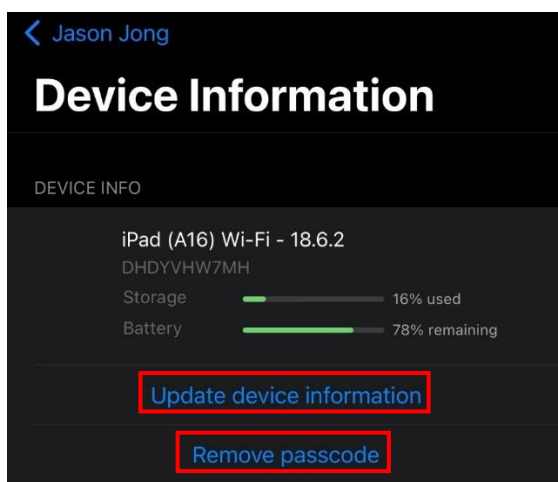 Jason Jong
Device Information
DEVICE INFO
iPad (A16) Wi-Fi - 18.6.2
DHDYVHW7MH
Storage 16% used
Battery 78% remaining
Update device information
Remove passcode